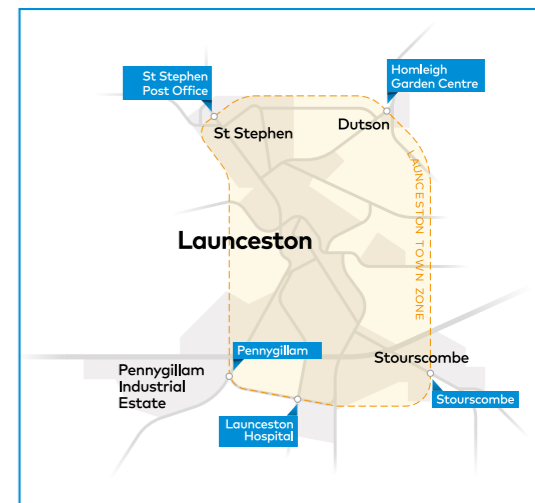 St Stephen
Post Office
Homleigh
Garden Centre
St Stephen
Dutson
LAUNCESTON TOWN ZONE
Launceston
Pennygillam
Stourscombe
Pennygillam
Industrial
Estate
Stourscombe
Launceston
Hospital